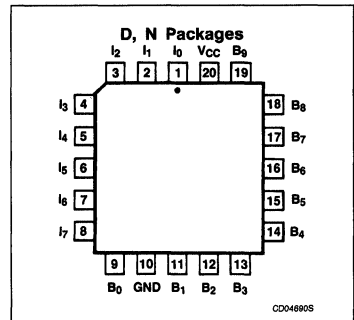 D, N Packages
I2 I1 I0 VCC B9
3 2 1 20 19
I3 4 18 B8
I4 5 17 B7
I5 6 16 B6
I6 7 15 B5
I7 8 14 B4
9 10 11 12 13
B0 GND B1 B2 B3
CD04690S